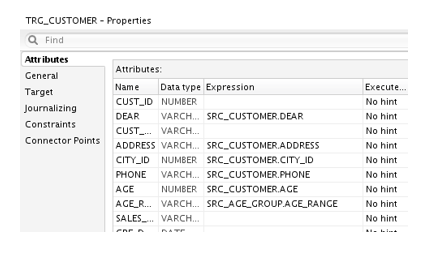 TRG_CUSTOMER - Properties
Find
Attributes
General
Target
Journalizing
Constraints
Connector Points
Attributes:
Name Data type Expression Execute...
CUST_ID NUMBER No hint
DEAR VARCH... SRC_CUSTOMER.DEAR No hint
CUST_... VARCH... No hint
ADDRESS VARCH... SRC_CUSTOMER.ADDRESS No hint
CITY_ID NUMBER SRC_CUSTOMER.CITY_ID No hint
PHONE VARCH... SRC_CUSTOMER.PHONE No hint
AGE NUMBER SRC_CUSTOMER.AGE No hint
AGE_R... VARCH... SRC_AGE_GROUP.AGE_RANGE No hint
SALES_... VARCH... No hint
DATE No hint